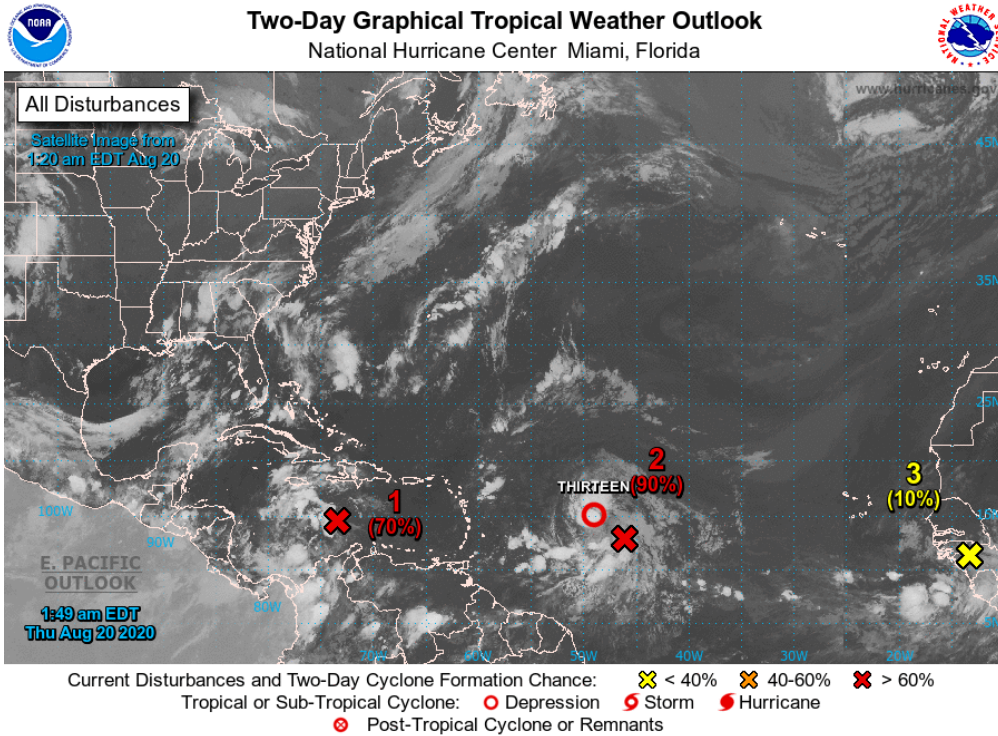 Two-Day Graphical Tropical Weather Outlook
National Hurricane Center Miami, Florida
NOAA
NATIONAL WEATHER SERVICE
All Disturbances
www.hurricanes.gov
Satellite Image from
1:20 am EDT Aug 20
45N
35N
25N
2
THIRTEEN (90%)
3
(10%)
1
(70%)
100W
90W
E. PACIFIC
OUTLOOK
1:49 am EDT
Thu Aug 20 2020
80W
70W
60W
50W
40W
30W
20W
Current Disturbances and Two-Day Cyclone Formation Chance: < 40% 40-60% > 60%
Tropical or Sub-Tropical Cyclone: Depression Storm Hurricane
Post-Tropical Cyclone or Remnants